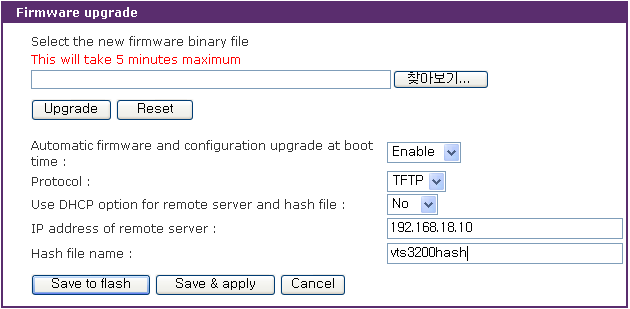 Firmware upgrade
Select the new firmware binary file
This will take 5 minutes maximum
찾아보기...
Upgrade Reset
Automatic firmware and configuration upgrade at boot
time : Enable
Protocol : TFTP
Use DHCP option for remote server and hash file : No
IP address of remote server : 192.168.18.10
Hash file name : vts3200hash
Save to flash Save & apply Cancel